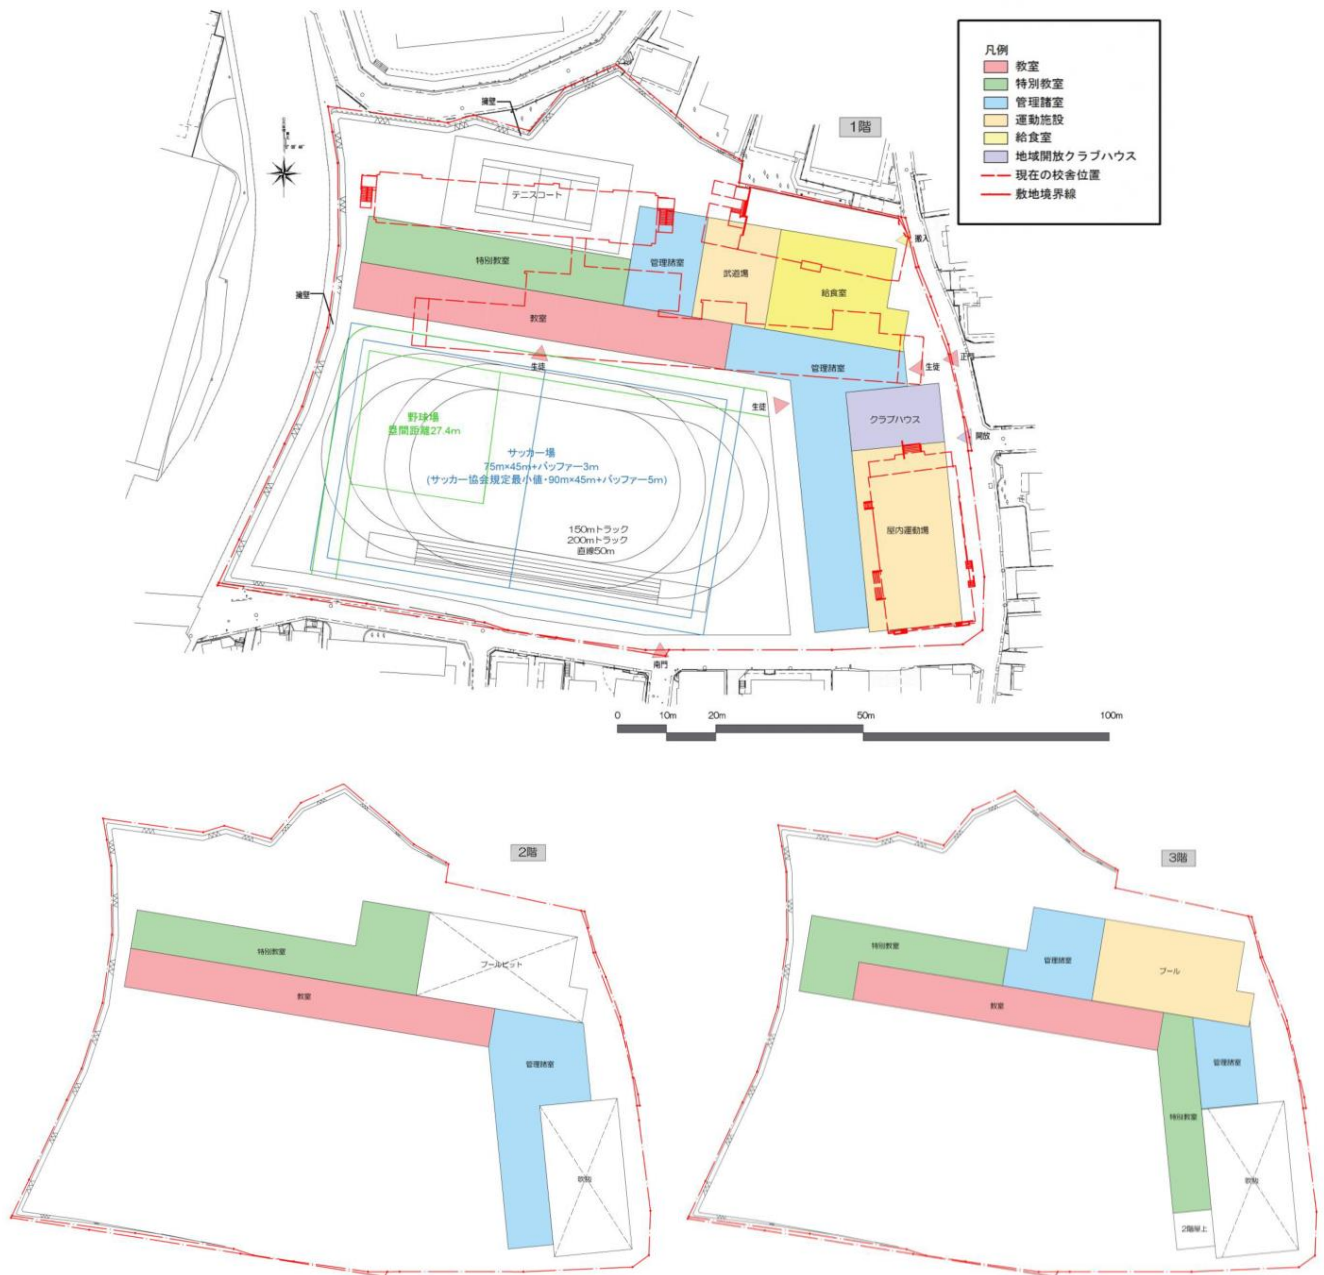 凡例
教室
特別教室
管理諸室
運動施設
給食室
地域開放クラブハウス
現在の校舎位置
敷地境界線
1階
擁壁
テニスコート
搬入
特別教室
管理諸室
武道場
給食室
擁壁
教室
生徒
管理諸室
生徒
正門
生徒
クラブハウス
開放
野球場
塁間距離27.4m
サッカー場
75m×45m+バッファー3m
(サッカー協会規定最小値・90m×45m+バッファー5m)
150mトラック
200mトラック
直線50m
屋内運動場
南門
0 10m 20m 50m 100m
2階
特別教室
プールピット
教室
管理諸室
吹抜
3階
特別教室
管理諸室
プール
教室
管理諸室
特別教室
吹抜
2階屋上